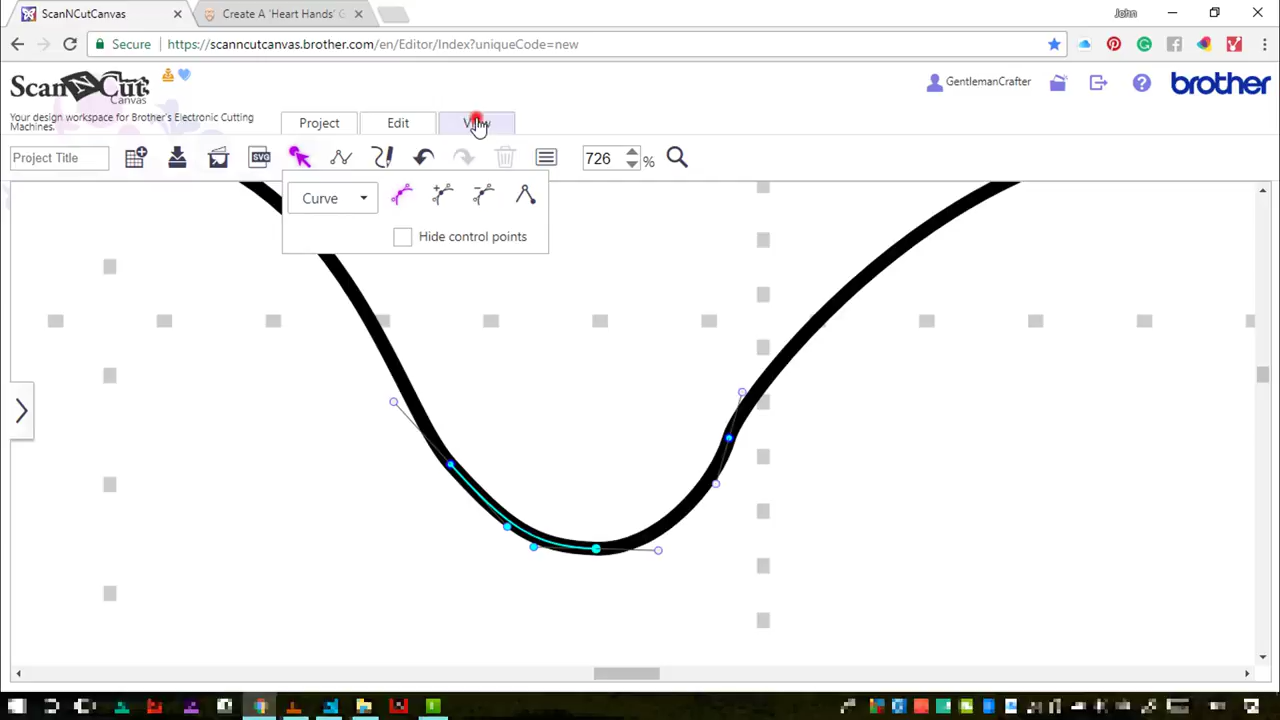 ScanNCutCanvas
Create A 'Heart Hands' G
John
Secure
https://scanncutcanvas.brother.com/en/Editor/Index?uniqueCode=new
ScanNCut
Canvas
Your design workspace for Brother's Electronic Cutting
Machines.
Project
Edit
GentlemanCrafter
?
brother
Project Title
SVG
726
%
Curve
Hide control points